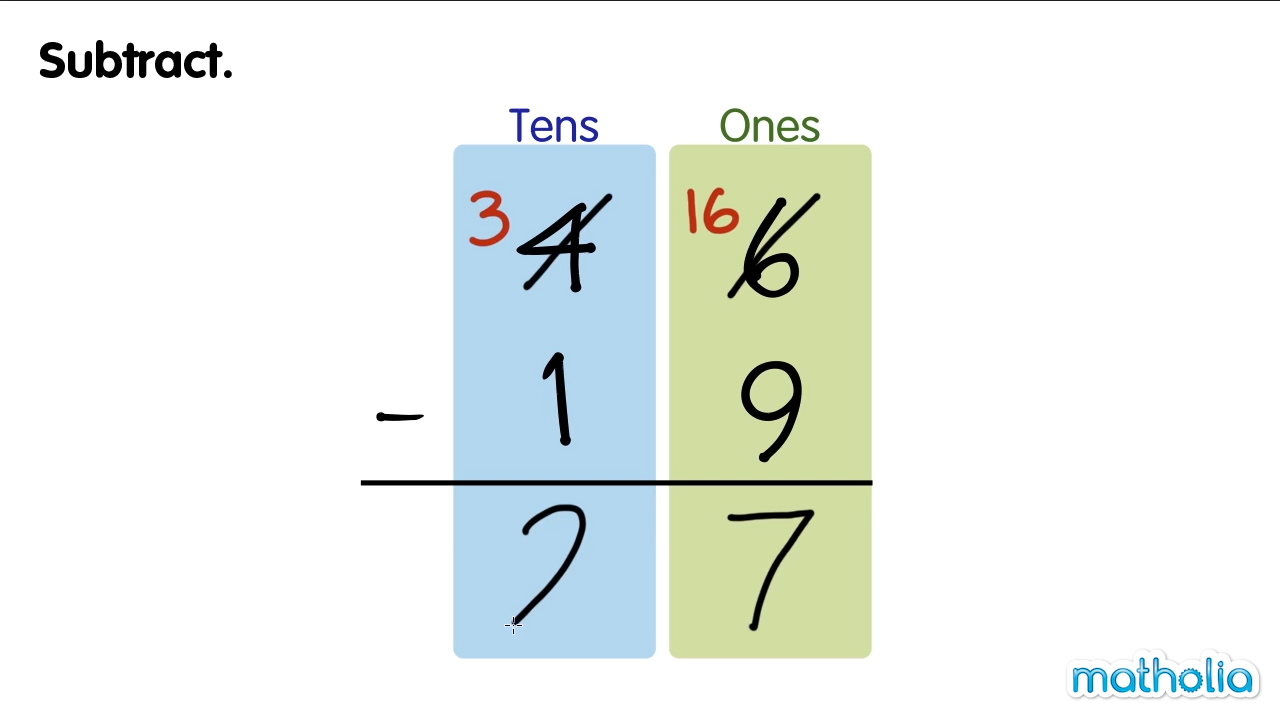 Subtract.
Tens Ones
3 4 16 6
- 1 9
2 7
matholia